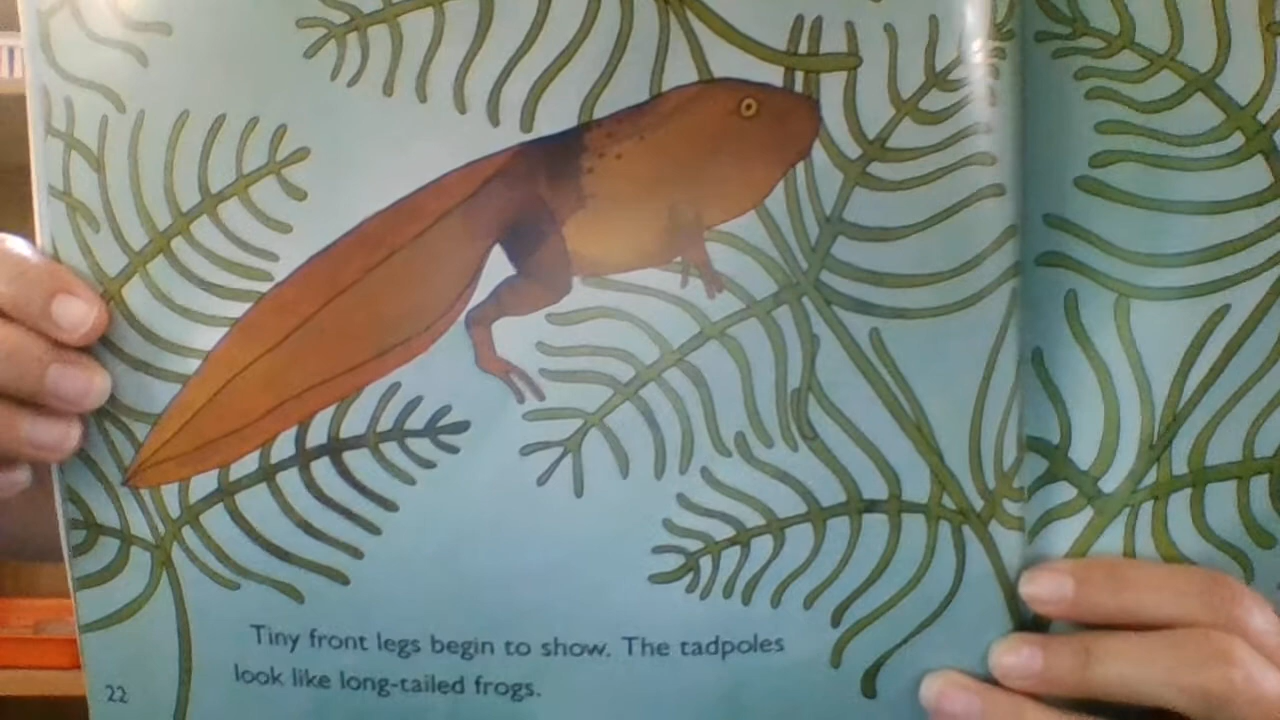 Tiny front legs begin to show. The tadpoles
look like long-tailed frogs.
22